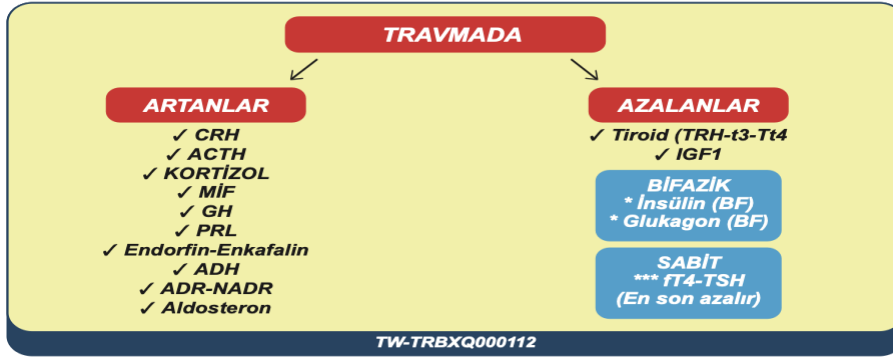 TRAVMADA
ARTANLAR
✓ CRH
✓ ACTH
✓ KORTİZOL
✓ MİF
✓ GH
✓ PRL
✓ Endorfin-Enkafalin
✓ ADH
✓ ADR-NADR
✓ Aldosteron
AZALANLAR
✓ Tiroid (TRH-t3-Tt4
✓ IGF1
BİFAZİK
* İnsülin (BF)
* Glukagon (BF)
SABİT
*** fT4-TSH
(En son azalır)
TW-TRBXQ000112